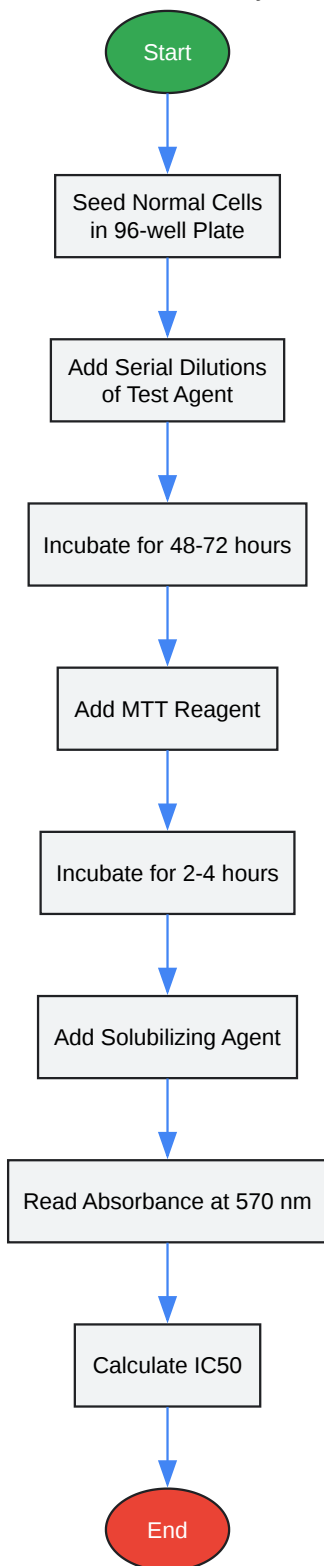 Start
Seed Normal Cells
in 96-well Plate
Add Serial Dilutions
of Test Agent
Incubate for 48-72 hours
Add MTT Reagent
Incubate for 2-4 hours
Add Solubilizing Agent
Read Absorbance at 570 nm
Calculate IC50
End